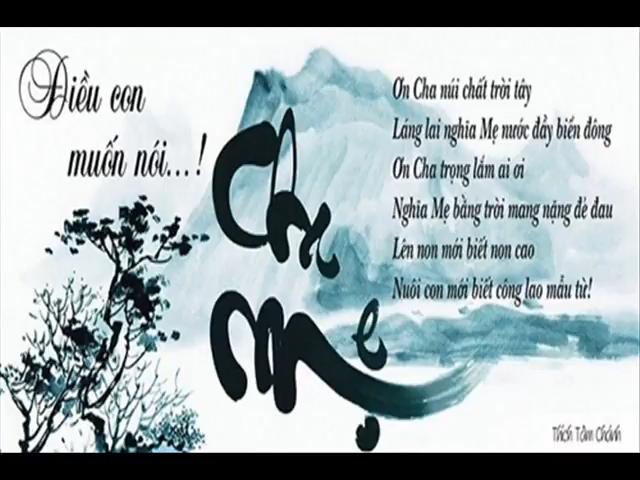 Điều con
muốn nói...!
Cha
Mẹ
Ơn Cha núi chất trời tây
Láng lai nghĩa Mẹ nước đầy biển đông
Ơn Cha trọng lắm ai ơi
Nghĩa Mẹ bằng trời mang nặng đẻ đau
Lên non mới biết non cao
Nuôi con mới biết công lao mẫu từ!
Thích Tâm Chánh